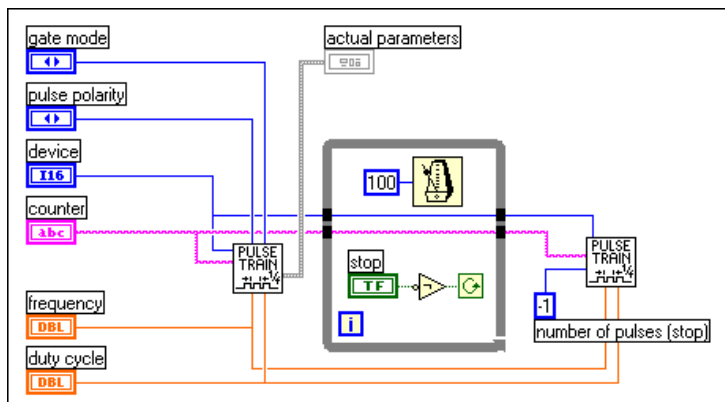 gate mode
actual parameters
pulse polarity
device
I16
100
counter
abc
PULSE
TRAIN
PULSE
TRAIN
stop
TF
frequency
DBL
i
-1
number of pulses (stop)
duty cycle
DBL